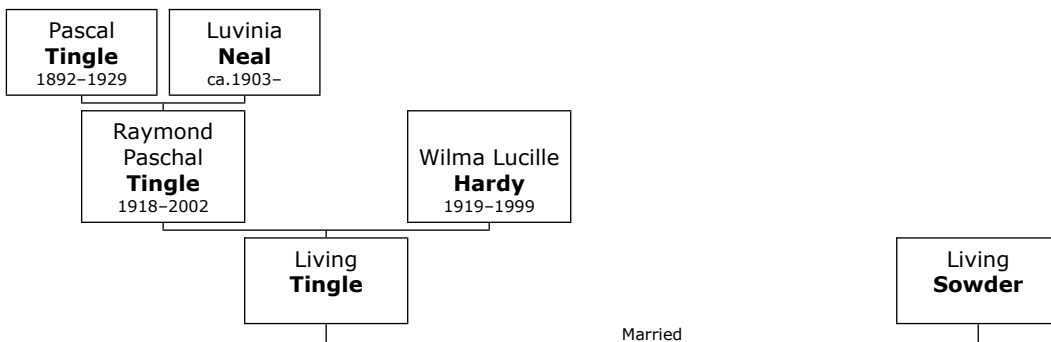 Pascal
Tingle
1892–1929
Luvinia
Neal
ca.1903–
Raymond
Paschal
Tingle
1918–2002
Wilma Lucille
Hardy
1919–1999
Living
Tingle
Living
Sowder
Married